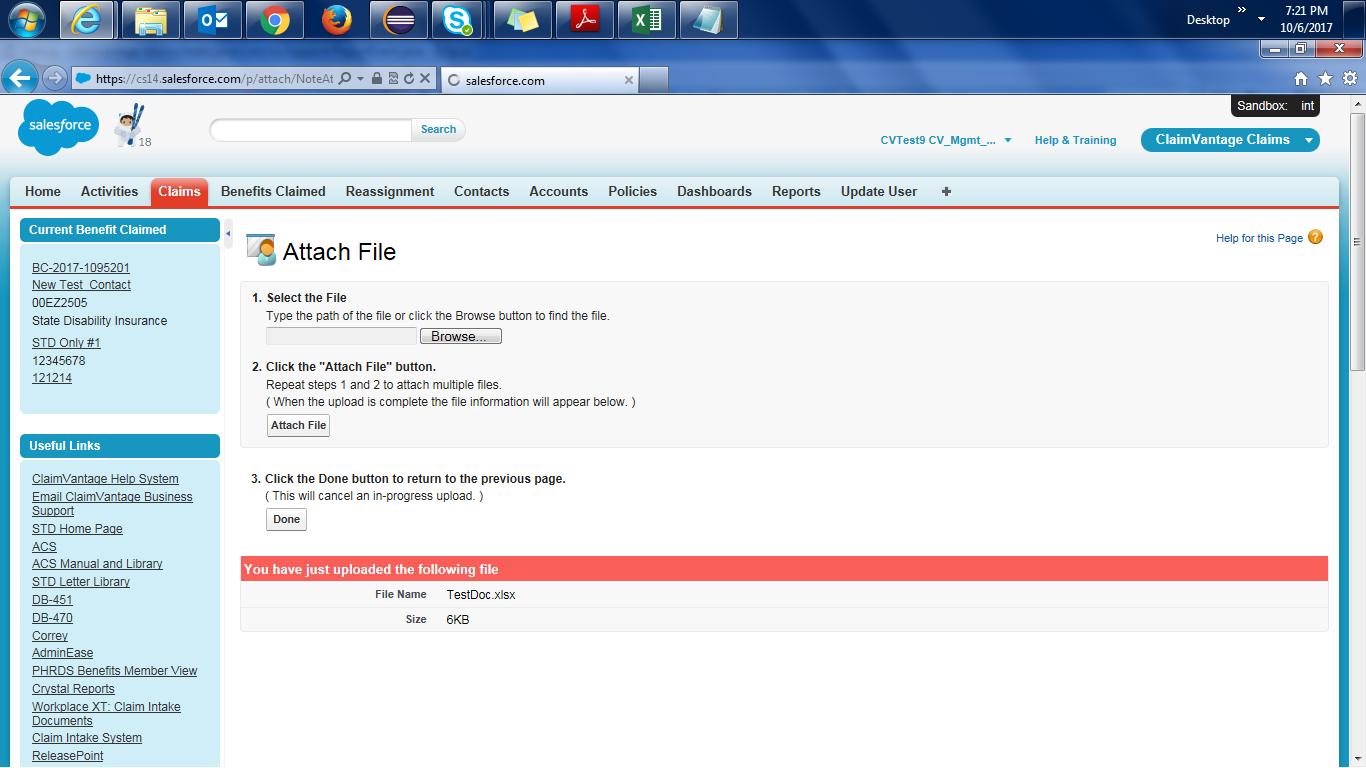 Desktop
»
7:21 PM
10/6/2017
https://cs14.salesforce.com/p/attach/NoteAt
salesforce.com
Sandbox: int
salesforce
18
Search
CVTest9 CV_Mgmt_...
Help & Training
ClaimVantage Claims
Home Activities Claims Benefits Claimed Reassignment Contacts Accounts Policies Dashboards Reports Update User +
Current Benefit Claimed
BC-2017-1095201
New Test Contact
00EZ2505
State Disability Insurance
STD Only #1
12345678
121214
Useful Links
ClaimVantage Help System
Email ClaimVantage Business
Support
STD Home Page
ACS
ACS Manual and Library
STD Letter Library
DB-451
DB-470
Correy
AdminEase
PHRDS Benefits Member View
Crystal Reports
Workplace XT: Claim Intake
Documents
Claim Intake System
ReleasePoint
Attach File
Help for this Page ?
1. Select the File
Type the path of the file or click the Browse button to find the file.
Browse...
2. Click the "Attach File" button.
Repeat steps 1 and 2 to attach multiple files.
( When the upload is complete the file information will appear below. )
Attach File
3. Click the Done button to return to the previous page.
( This will cancel an in-progress upload. )
Done
You have just uploaded the following file
File Name TestDoc.xlsx
Size 6KB